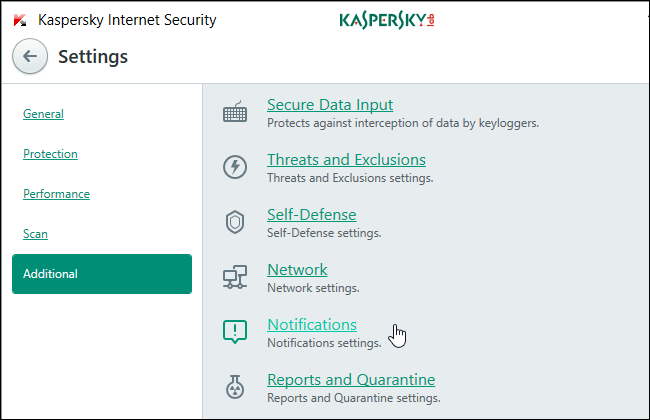 Kaspersky Internet Security
KASPERSKY lab
Settings
General
Protection
Performance
Scan
Additional
Secure Data Input
Protects against interception of data by keyloggers.
Threats and Exclusions
Threats and Exclusions settings.
Self-Defense
Self-Defense settings.
Network
Network settings.
Notifications
Notifications settings.
Reports and Quarantine
Reports and Quarantine settings.